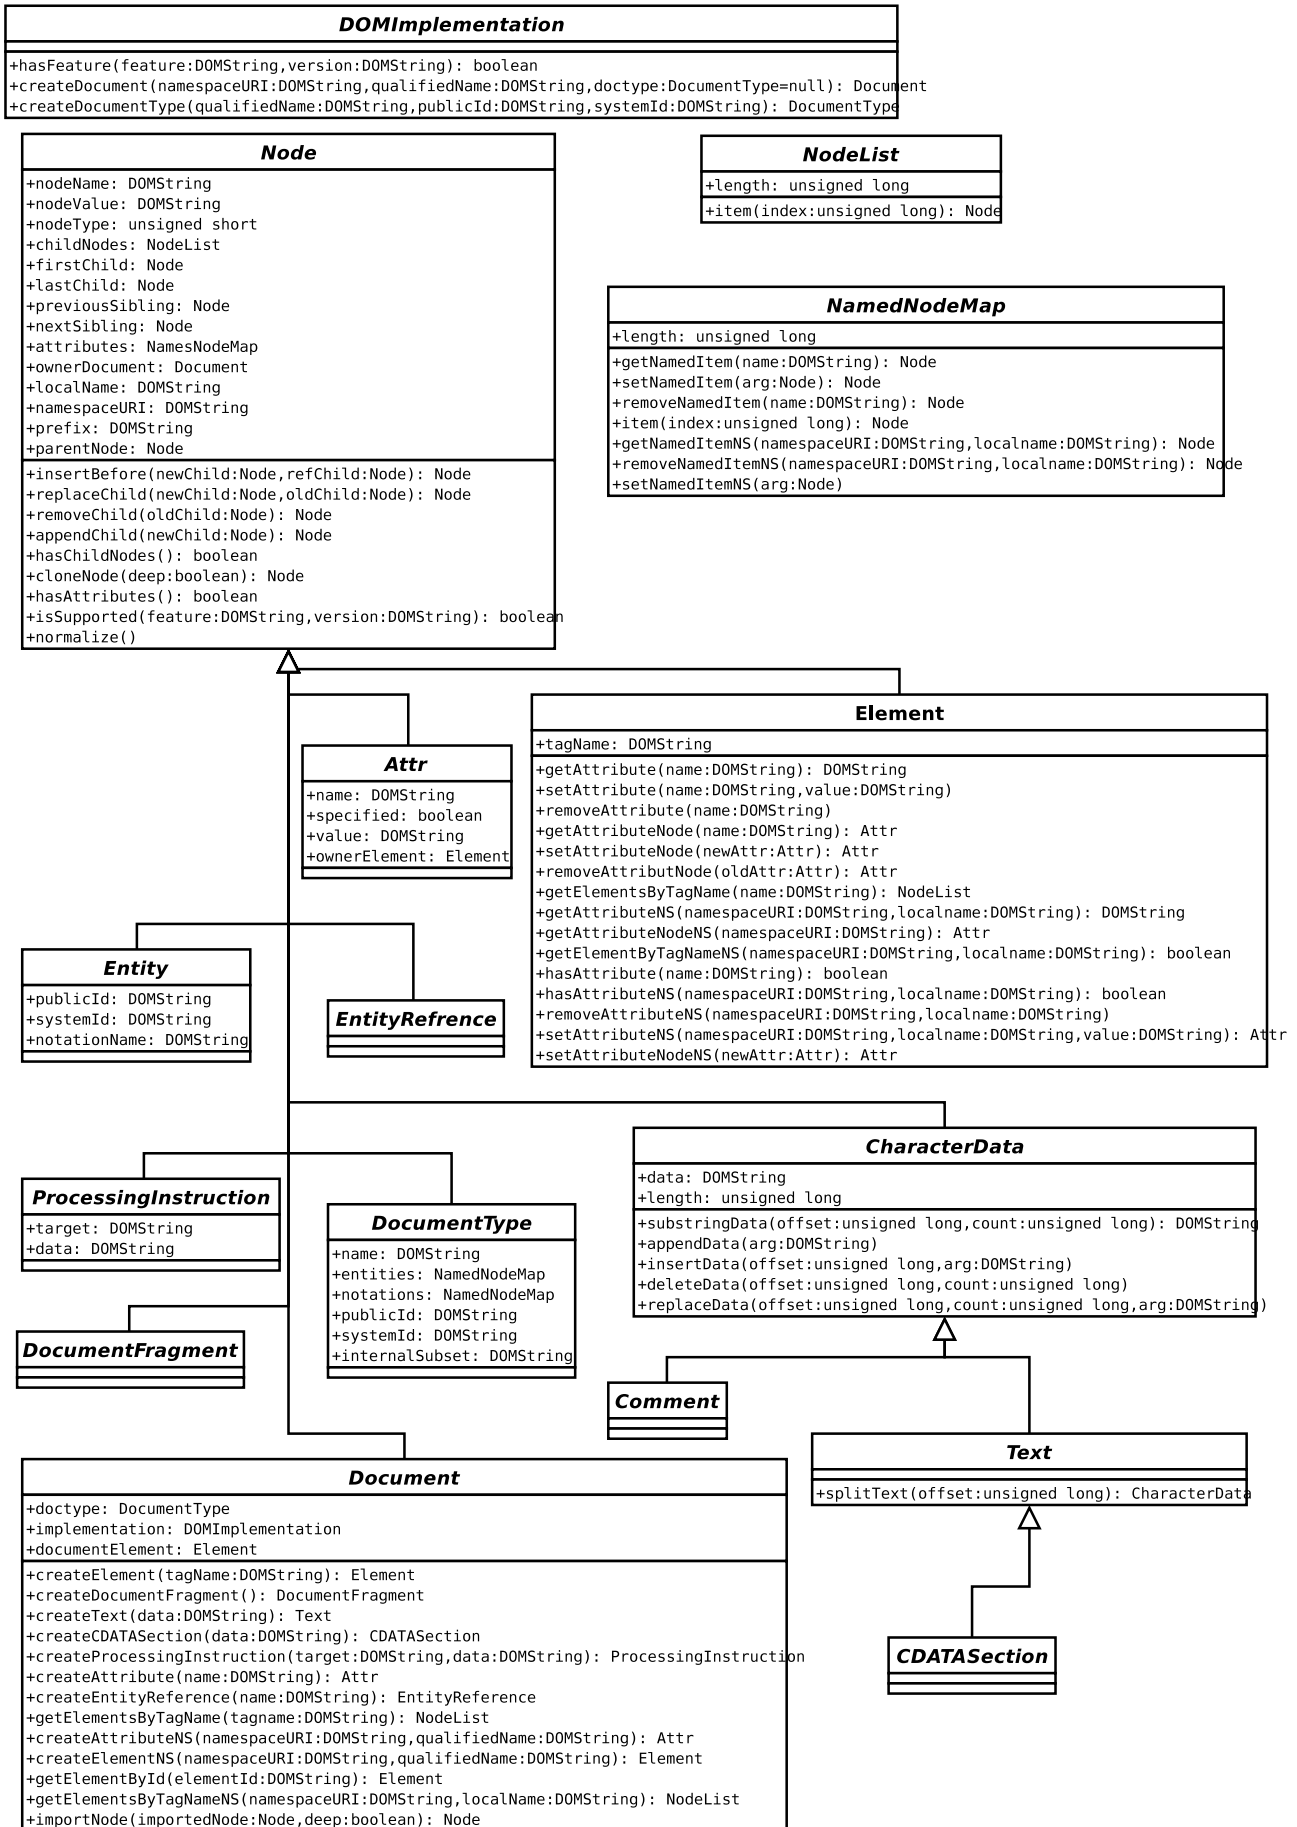 DOMImplementation
+hasFeature(feature:DOMString,version:DOMString): boolean
+createDocument(namespaceURI:DOMString,qualifiedName:DOMString,doctype:DocumentType=null): Document
+createDocumentType(qualifiedName:DOMString,publicId:DOMString,systemId:DOMString): DocumentType
Node
+nodeName: DOMString
+nodeValue: DOMString
+nodeType: unsigned short
+childNodes: NodeList
+firstChild: Node
+lastChild: Node
+previousSibling: Node
+nextSibling: Node
+attributes: NamesNodeMap
+ownerDocument: Document
+localName: DOMString
+namespaceURI: DOMString
+prefix: DOMString
+parentNode: Node
+insertBefore(newChild:Node,refChild:Node): Node
+replaceChild(newChild:Node,oldChild:Node): Node
+removeChild(oldChild:Node): Node
+appendChild(newChild:Node): Node
+hasChildNodes(): boolean
+cloneNode(deep:boolean): Node
+hasAttributes(): boolean
+isSupported(feature:DOMString,version:DOMString): boolean
+normalize()
NodeList
+length: unsigned long
+item(index:unsigned long): Node
NamedNodeMap
+length: unsigned long
+getNamedItem(name:DOMString): Node
+setNamedItem(arg:Node): Node
+removeNamedItem(name:DOMString): Node
+item(index:unsigned long): Node
+getNamedItemNS(namespaceURI:DOMString,localname:DOMString): Node
+removeNamedItemNS(namespaceURI:DOMString,localname:DOMString): Node
+setNamedItemNS(arg:Node)
Attr
+name: DOMString
+specified: boolean
+value: DOMString
+ownerElement: Element
Element
+tagName: DOMString
+getAttribute(name:DOMString): DOMString
+setAttribute(name:DOMString,value:DOMString)
+removeAttribute(name:DOMString)
+getAttributeNode(name:DOMString): Attr
+setAttributeNode(newAttr:Attr): Attr
+removeAttributNode(oldAttr:Attr): Attr
+getElementsByTagName(name:DOMString): NodeList
+getAttributeNS(namespaceURI:DOMString,localname:DOMString): DOMString
+getAttributeNodeNS(namespaceURI:DOMString): Attr
+getElementByTagNameNS(namespaceURI:DOMString,localname:DOMString): boolean
+hasAttribute(name:DOMString): boolean
+hasAttributeNS(namespaceURI:DOMString,localname:DOMString): boolean
+removeAttributeNS(namespaceURI:DOMString,localname:DOMString)
+setAttributeNS(namespaceURI:DOMString,localname:DOMString,value:DOMString): Attr
+setAttributeNodeNS(newAttr:Attr): Attr
Entity
+publicId: DOMString
+systemId: DOMString
+notationName: DOMString
EntityRefrence
ProcessingInstruction
+target: DOMString
+data: DOMString
DocumentType
+name: DOMString
+entities: NamedNodeMap
+notations: NamedNodeMap
+publicId: DOMString
+systemId: DOMString
+internalSubset: DOMString
CharacterData
+data: DOMString
+length: unsigned long
+substringData(offset:unsigned long,count:unsigned long): DOMString
+appendData(arg:DOMString)
+insertData(offset:unsigned long,arg:DOMString)
+deleteData(offset:unsigned long,count:unsigned long)
+replaceData(offset:unsigned long,count:unsigned long,arg:DOMString)
DocumentFragment
Comment
Text
+splitText(offset:unsigned long): CharacterData
CDATASection
Document
+doctype: DocumentType
+implementation: DOMImplementation
+documentElement: Element
+createElement(tagName:DOMString): Element
+createDocumentFragment(): DocumentFragment
+createText(data:DOMString): Text
+createCDATASection(data:DOMString): CDATASection
+createProcessingInstruction(target:DOMString,data:DOMString): ProcessingInstruction
+createAttribute(name:DOMString): Attr
+createEntityReference(name:DOMString): EntityReference
+getElementsByTagName(tagname:DOMString): NodeList
+createAttributeNS(namespaceURI:DOMString,qualifiedName:DOMString): Attr
+createElementNS(namespaceURI:DOMString,qualifiedName:DOMString): Element
+getElementById(elementId:DOMString): Element
+getElementsByTagNameNS(namespaceURI:DOMString,localName:DOMString): NodeList
+importNode(importedNode:Node,deep:boolean): Node